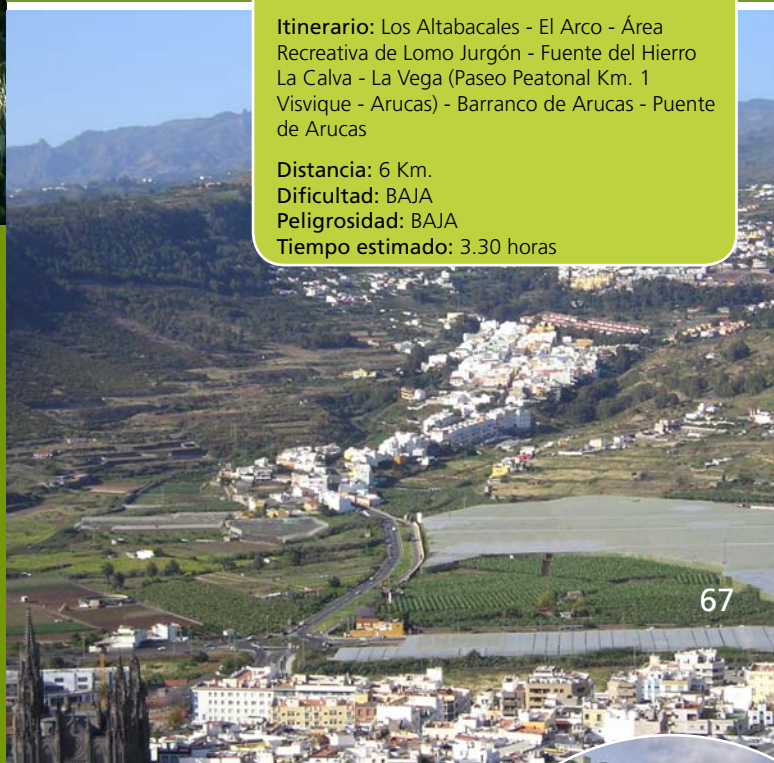 Itinerario: Los Altabacales - El Arco - Área
Recreativa de Lomo Jurgón - Fuente del Hierro
La Calva - La Vega (Paseo Peatonal Km. 1
Visvique - Arucas) - Barranco de Arucas - Puente
de Arucas
Distancia: 6 Km.
Dificultad: BAJA
Peligrosidad: BAJA
Tiempo estimado: 3.30 horas
67